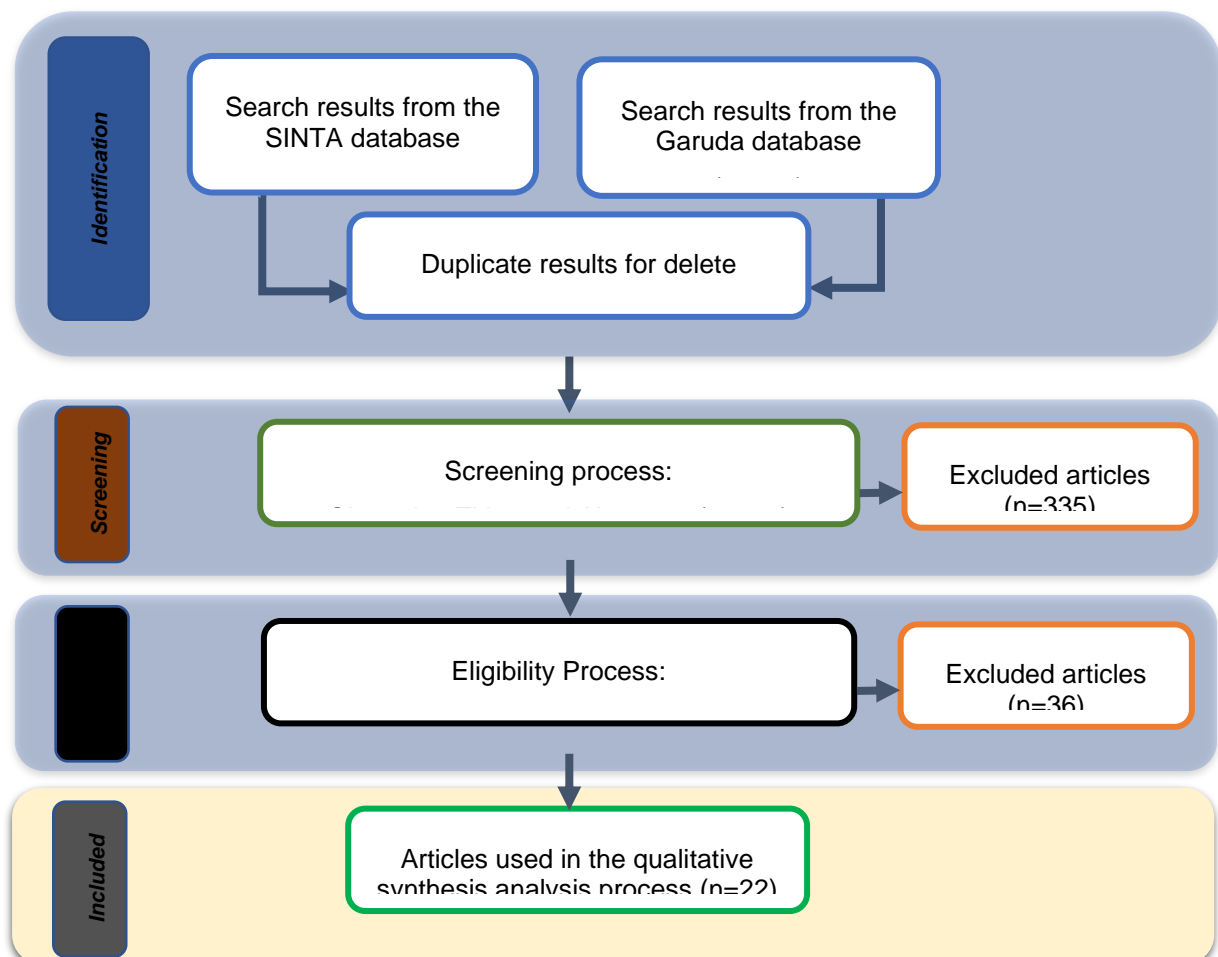 Identification
Search results from the
SINTA database
Search results from the
Garuda database
Duplicate results for delete
Screening
Screening process:
Excluded articles
(n=335)
Eligibility Process:
Excluded articles
(n=36)
Included
Articles used in the qualitative
synthesis analysis process (n=22)